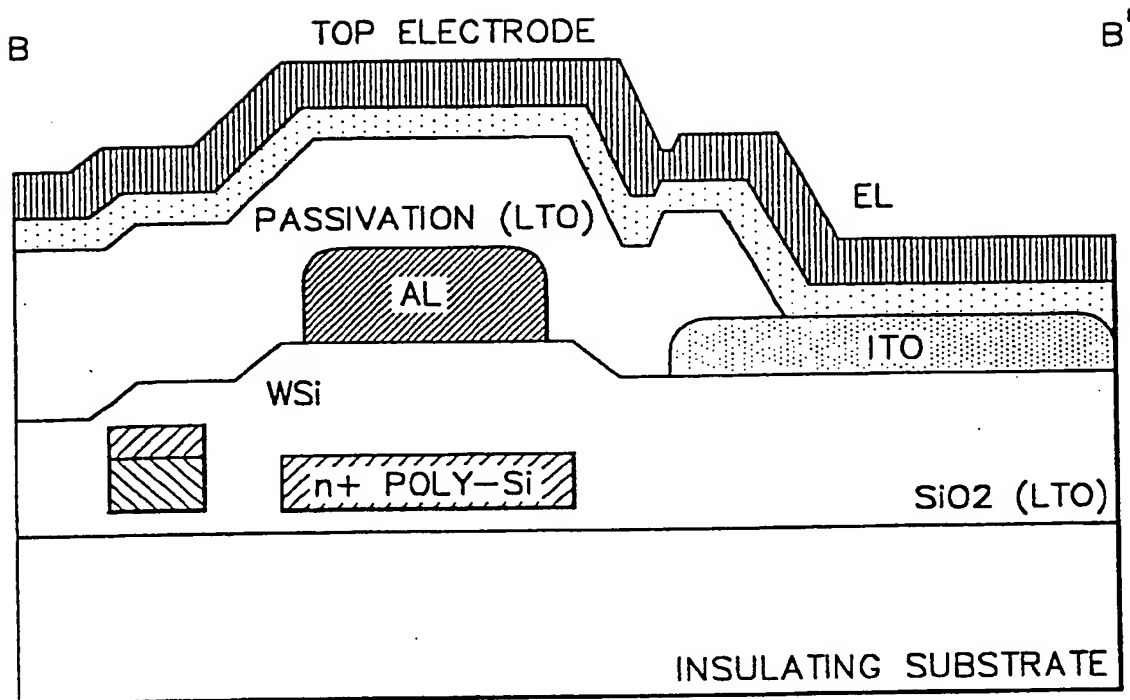 B
TOP ELECTRODE
B'
EL
PASSIVATION (LTO)
AL
ITO
WSi
n+ POLY-Si
SiO2 (LTO)
INSULATING SUBSTRATE